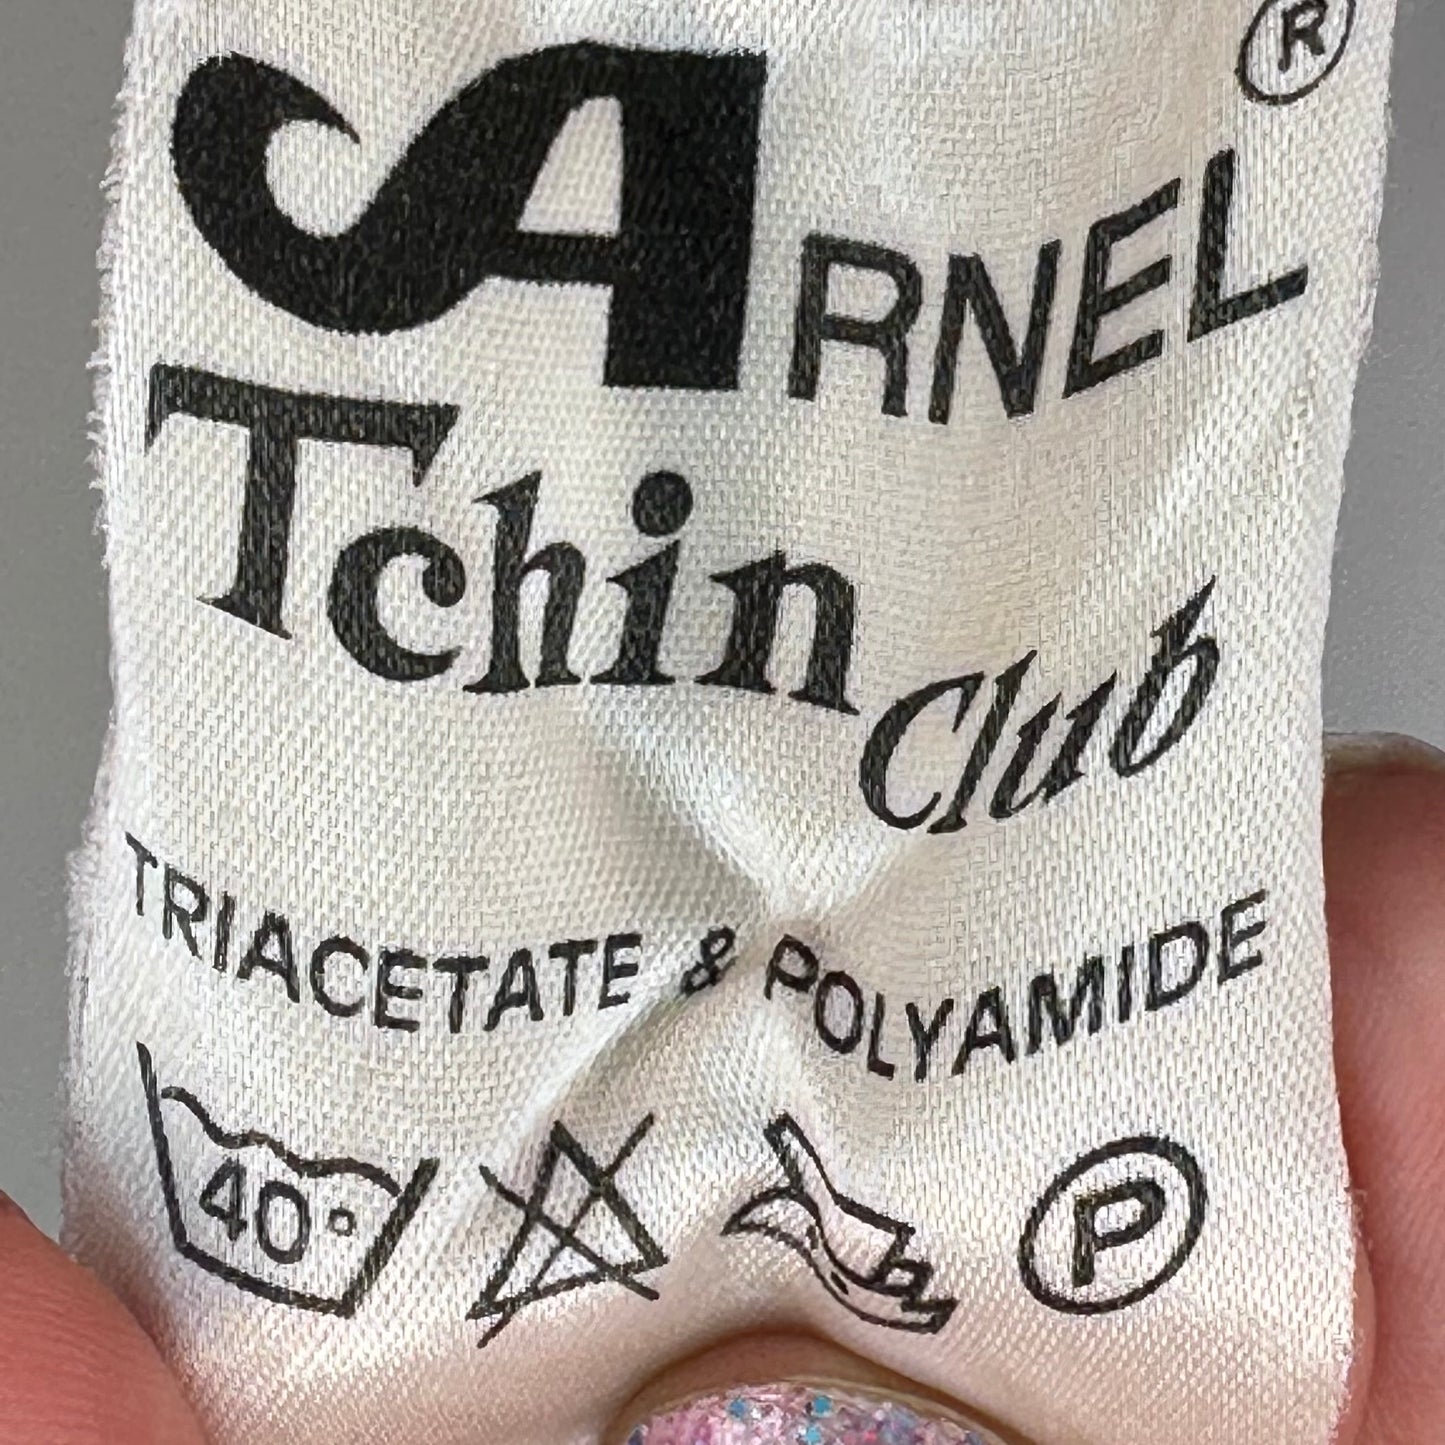 ARNEL ®
Tchin Club
TRIACETATE & POLYAMIDE
40° P